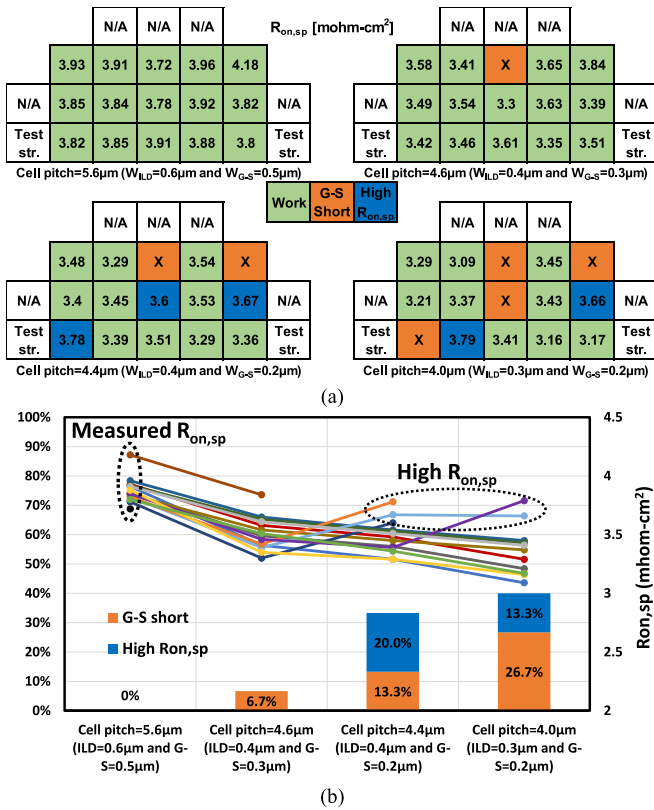 N/A N/A N/A R_on,sp [mohm-cm²] N/A N/A N/A
3.93 3.91 3.72 3.96 4.18 3.58 3.41 X 3.65 3.84
3.85 3.84 3.78 3.92 3.82 N/A N/A 3.49 3.54 3.3 3.63 3.39 N/A
N/A
Test str. 3.82 3.85 3.91 3.88 3.8 Test str. Test str. 3.42 3.46 3.61 3.35 3.51 Test str.
Cell pitch=5.6μm (W_ILD=0.6μm and W_G-S=0.5μm) Cell pitch=4.6μm (W_ILD=0.4μm and W_G-S=0.3μm)
Work G-S Short High R_on,sp
N/A N/A N/A N/A N/A N/A
3.48 3.29 X 3.54 X 3.29 3.09 X 3.45 X
N/A 3.4 3.45 3.6 3.53 3.67 N/A N/A 3.21 3.37 X 3.43 3.66 N/A
Test str. 3.78 3.39 3.51 3.29 3.36 Test str. Test str. X 3.79 3.41 3.16 3.17 Test str.
Cell pitch=4.4μm (W_ILD=0.4μm and W_G-S=0.2μm) Cell pitch=4.0μm (W_ILD=0.3μm and W_G-S=0.2μm)
(a)
100% 4.5
90% Measured R_on,sp
80% High R_on,sp 4
70%
60% 3.5
50%
40% 3
30% G-S short 20.0% 13.3%
High Ron,sp
20% 2.5
10% 0% 6.7% 13.3% 26.7%
0% 2
Ron,sp (mhom-cm²)
Cell pitch=5.6μm Cell pitch=4.6μm Cell pitch=4.4μm Cell pitch=4.0μm
(ILD=0.6μm and G- (ILD=0.4μm and G- (ILD=0.4μm and G- (ILD=0.3μm and G-
S=0.5μm) S=0.3μm) S=0.2μm) S=0.2μm)
(b)